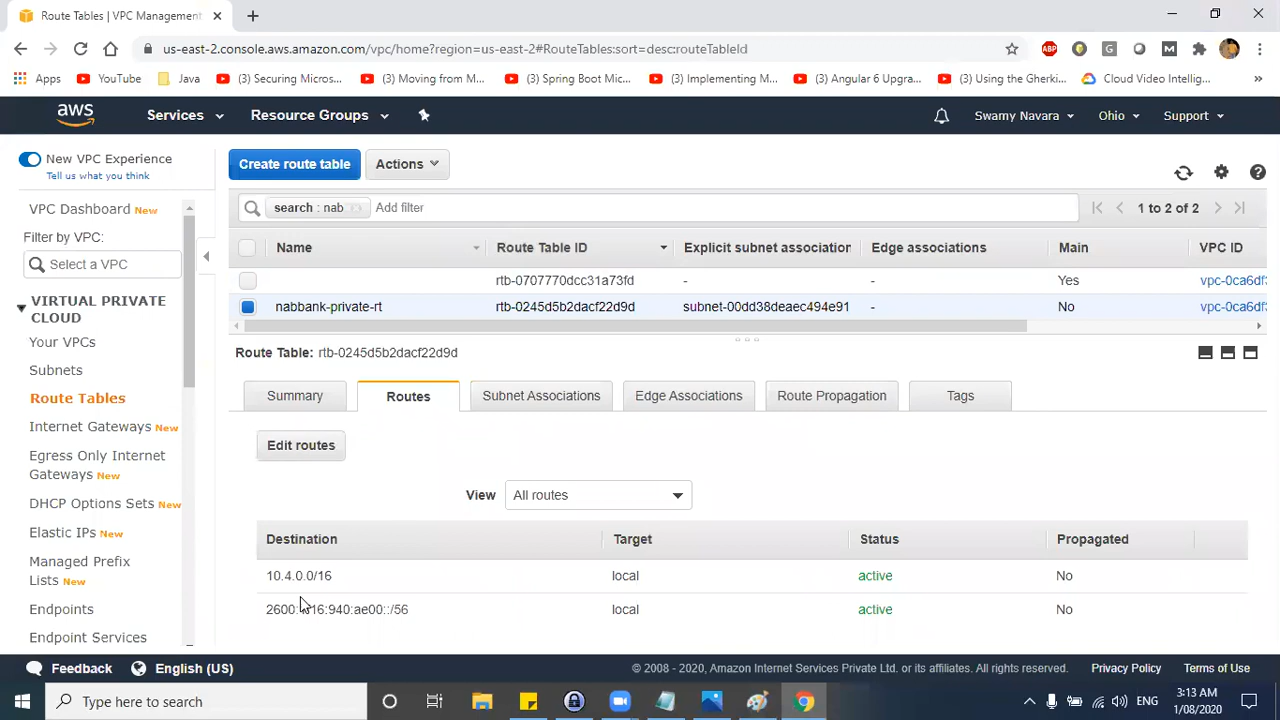 Route Tables | VPC Management
us-east-2.console.aws.amazon.com/vpc/home?region=us-east-2#RouteTables:sort=desc:routeTableId
ABP
G
M
Apps
YouTube
Java
(3) Securing Micros...
(3) Moving from M...
(3) Spring Boot Mic...
(3) Implementing M...
(3) Angular 6 Upgra...
(3) Using the Gherki...
Cloud Video Intellig...
aws
Services
Resource Groups
Swamy Navara
Ohio
Support
New VPC Experience
Tell us what you think
VPC Dashboard New
Filter by VPC:
Select a VPC
VIRTUAL PRIVATE
CLOUD
Your VPCs
Subnets
Route Tables
Internet Gateways New
Egress Only Internet
Gateways New
DHCP Options Sets New
Elastic IPs New
Managed Prefix
Lists New
Endpoints
Endpoint Services
Create route table
Actions
search : nab
Add filter
1 to 2 of 2
Name
Route Table ID
Explicit subnet association
Edge associations
Main
VPC ID
rtb-0707770dcc31a73fd
-
-
Yes
vpc-0ca6df
nabbank-private-rt
rtb-0245d5b2dacf22d9d
subnet-00dd38deaec494e91
-
No
vpc-0ca6df
Route Table: rtb-0245d5b2dacf22d9d
Summary
Routes
Subnet Associations
Edge Associations
Route Propagation
Tags
Edit routes
View
All routes
Destination
Target
Status
Propagated
10.4.0.0/16
local
active
No
local
active
No
Feedback
English (US)
© 2008 - 2020, Amazon Internet Services Private Ltd. or its affiliates. All rights reserved.
Privacy Policy
Terms of Use
Type here to search
ENG
3:13 AM
1/08/2020